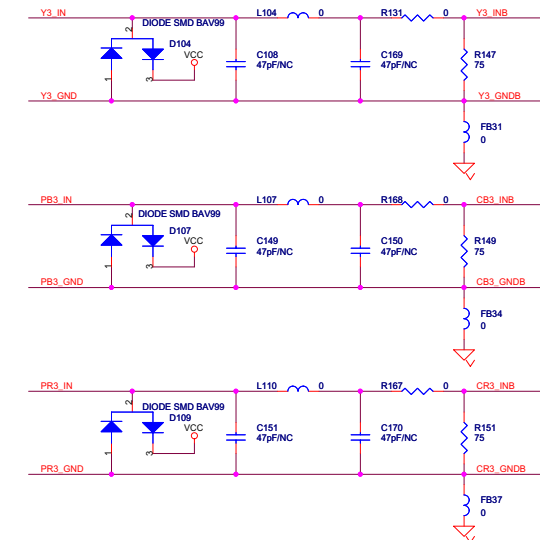 Y3_IN L104 0 R131 0 Y3_INB
DIODE SMD BAV99
2
D104
VCC
C108
47pF/NC
C169
47pF/NC
R147
75
1
3
Y3_GND Y3_GNDB
FB31
0
PB3_IN L107 0 R168 0 CB3_INB
DIODE SMD BAV99
2
D107
VCC
C149
47pF/NC
C150
47pF/NC
R149
75
1
3
PB3_GND CB3_GNDB
FB34
0
PR3_IN L110 0 R167 0 CR3_INB
DIODE SMD BAV99
2
D109
VCC
C151
47pF/NC
C170
47pF/NC
R151
75
1
3
PR3_GND CR3_GNDB
FB37
0